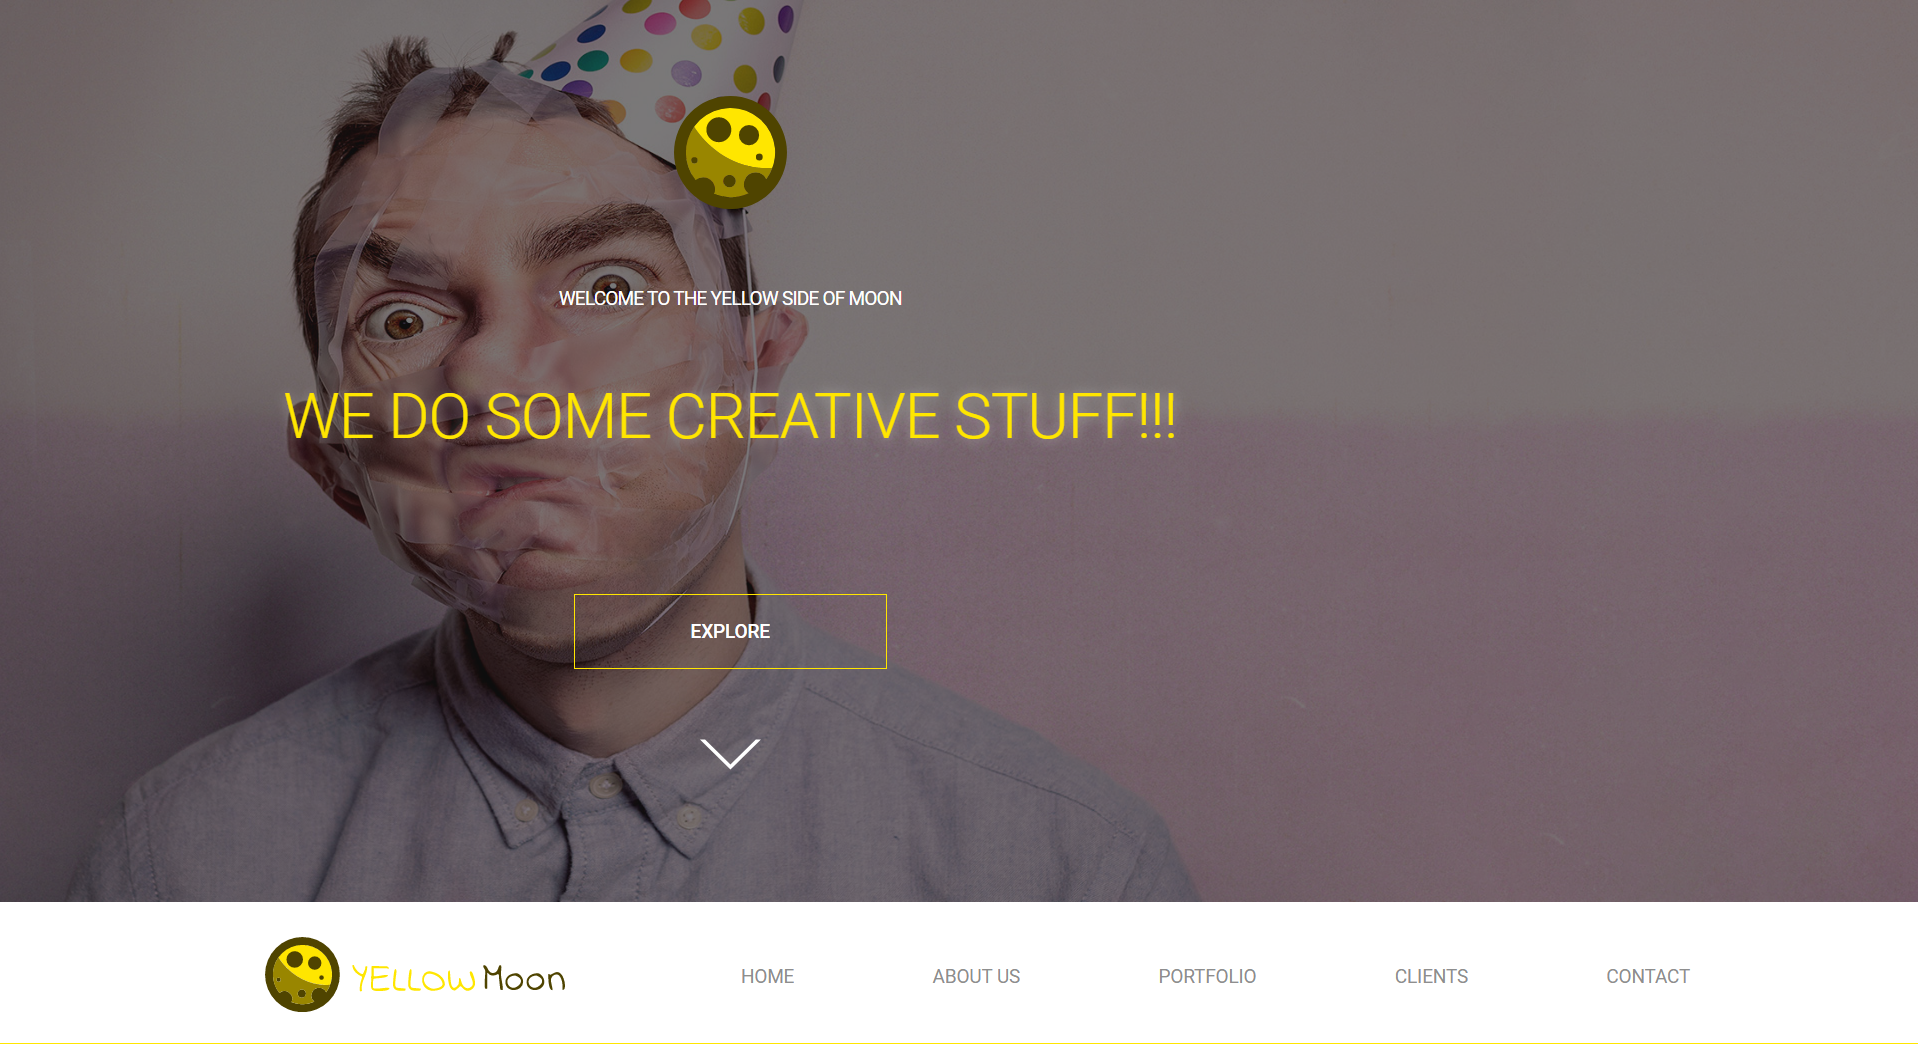 WELCOME TO THE YELLOW SIDE OF MOON
WE DO SOME CREATIVE STUFF!!!
EXPLORE
YELLOW Moon
HOME
ABOUT US
PORTFOLIO
CLIENTS
CONTACT